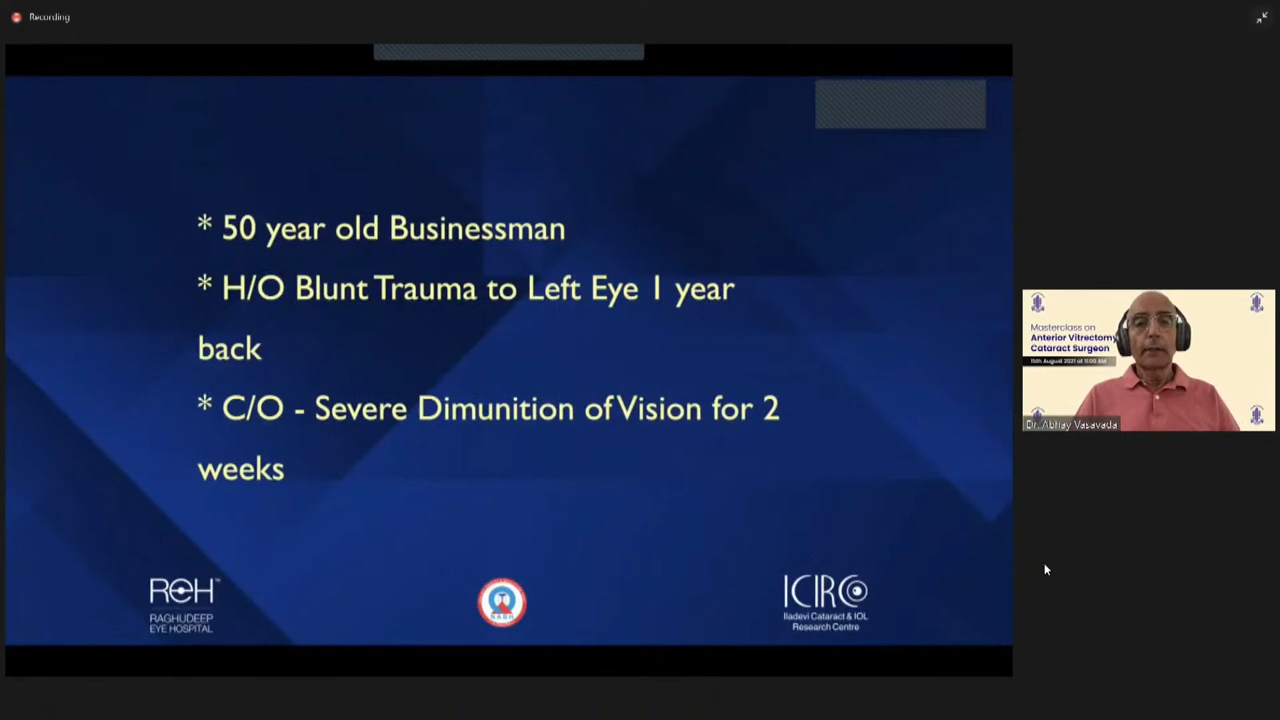 Recording
* 50 year old Businessman
* H/O Blunt Trauma to Left Eye 1 year
back
* C/O - Severe Dimunition of Vision for 2
weeks
ReH™
RAGHUDEEP
EYE HOSPITAL
NABH
ICIRC
Iladevi Cataract & IOL
Research Centre
Masterclass on
Anterior Vitrectomy
Cataract Surgeon
Dr. Abhay Vasavada